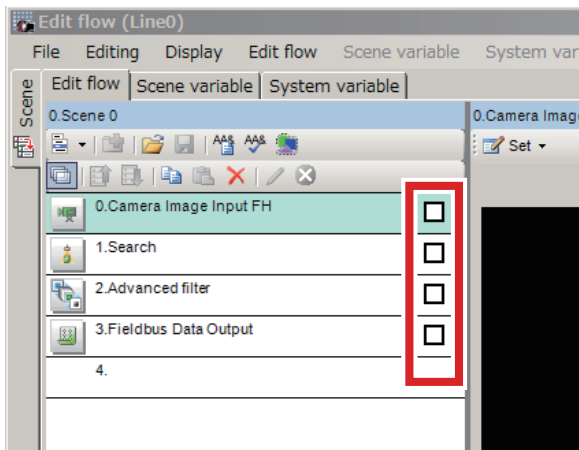 Edit flow (Line0)
File Editing Display Edit flow Scene variable System var
Scene
Edit flow Scene variable System variable
0.Scene 0
0.Camera Imag
Set
0.Camera Image Input FH
1.Search
2.Advanced filter
3.Fieldbus Data Output
4.